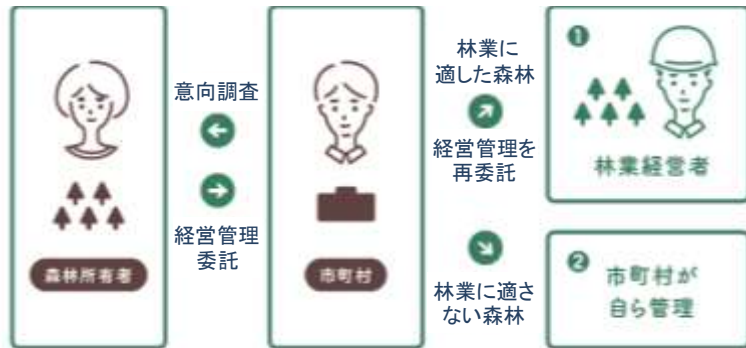 意向調査
経営管理
委託
森林所有者
市町村
林業に
適した森林
経営管理を
再委託
林業に適さ
ない森林
❶
林業経営者
❷
市町村が
自ら管理